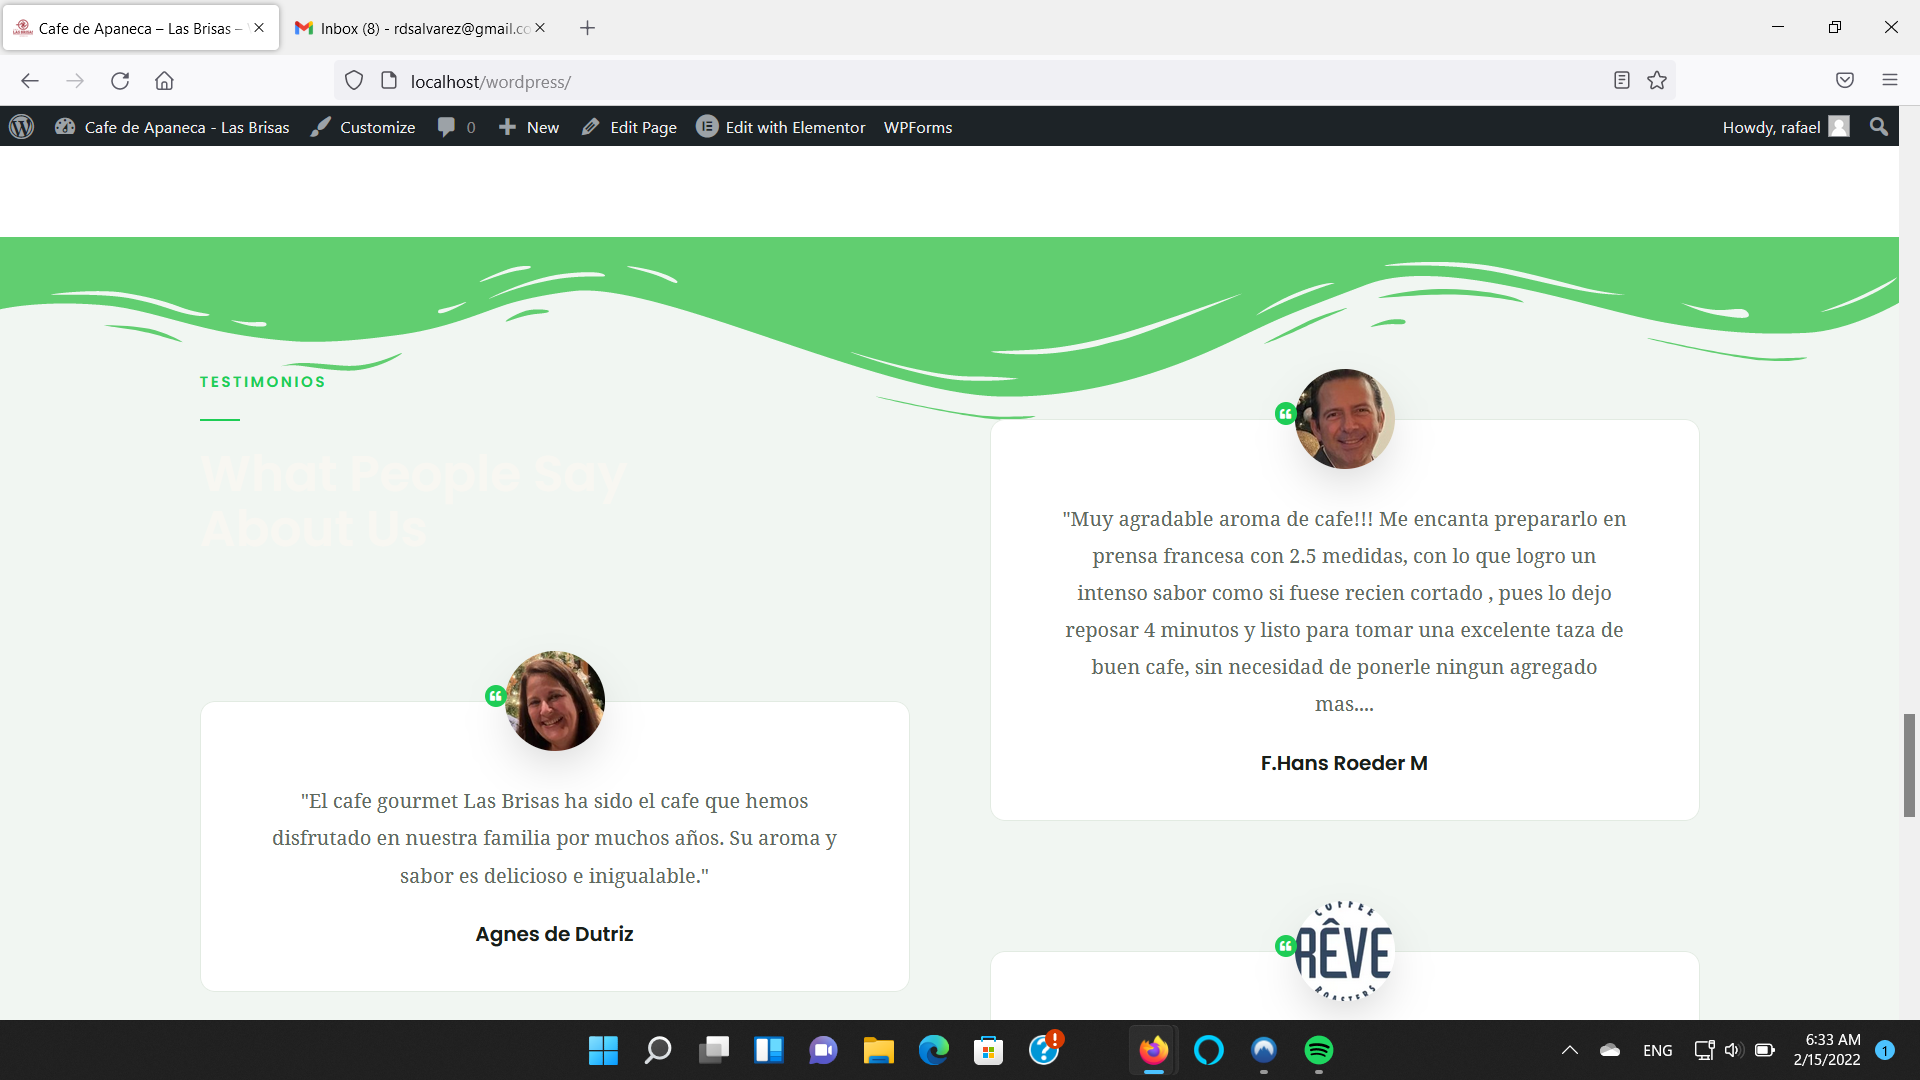 Cafe de Apaneca – Las Brisas –
Inbox (8) - rdsalvarez@gmail.co
localhost/wordpress/
Cafe de Apaneca - Las Brisas
Customize
0
New
Edit Page
Edit with Elementor
WPForms
Howdy, rafael
TESTIMONIOS
What People Say
About Us
"Muy agradable aroma de cafe!!! Me encanta prepararlo en
prensa francesa con 2.5 medidas, con lo que logro un
intenso sabor como si fuese recien cortado , pues lo dejo
reposar 4 minutos y listo para tomar una excelente taza de
buen cafe, sin necesidad de ponerle ningun agregado
mas....
F.Hans Roeder M
"El cafe gourmet Las Brisas ha sido el cafe que hemos
disfrutado en nuestra familia por muchos años. Su aroma y
sabor es delicioso e inigualable."
Agnes de Dutriz
COFFEE
RÊVE
ROASTERS
ENG
6:33 AM
2/15/2022
1